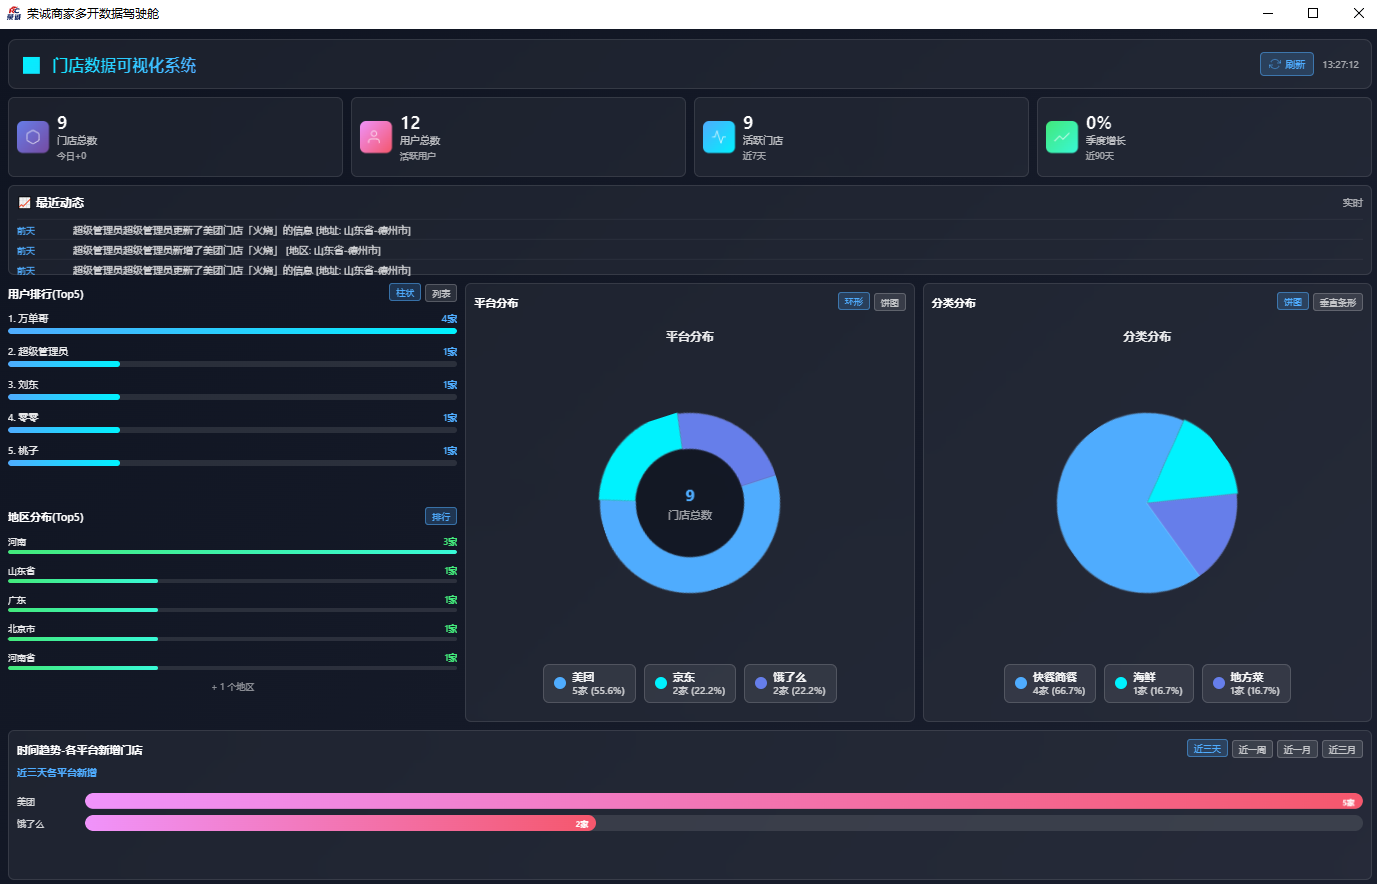 荣诚商家多开数据驾驶舱
门店数据可视化系统
刷新
13:27:12
9
门店总数
今日+0
12
用户总数
活跃用户
9
活跃门店
近7天
0%
季度增长
近90天
最近动态
实时
前天 超级管理员超级管理员更新了美团门店「火烧」的信息 [地址: 山东省-德州市]
前天 超级管理员超级管理员新增了美团门店「火烧」 [地区: 山东省-德州市]
前天 超级管理员超级管理员更新了美团门店「火烧」的信息 [地址: 山东省-德州市]
用户排行(Top5)
柱状 列表
1. 万单哥 4家
2. 超级管理员 1家
3. 刘东 1家
4. 零零 1家
5. 桃子 1家
地区分布(Top5)
排行
河南 3家
山东省 1家
广东 1家
北京市 1家
河南省 1家
+ 1 个地区
平台分布
环形 饼图
平台分布
9
门店总数
美团
5家 (55.6%)
京东
2家 (22.2%)
饿了么
2家 (22.2%)
分类分布
饼图 垂直条形
分类分布
快餐简餐
4家 (66.7%)
海鲜
1家 (16.7%)
地方菜
1家 (16.7%)
时间趋势-各平台新增门店
近三天 近一周 近一月 近三月
近三天各平台新增
美团 5家
饿了么 2家